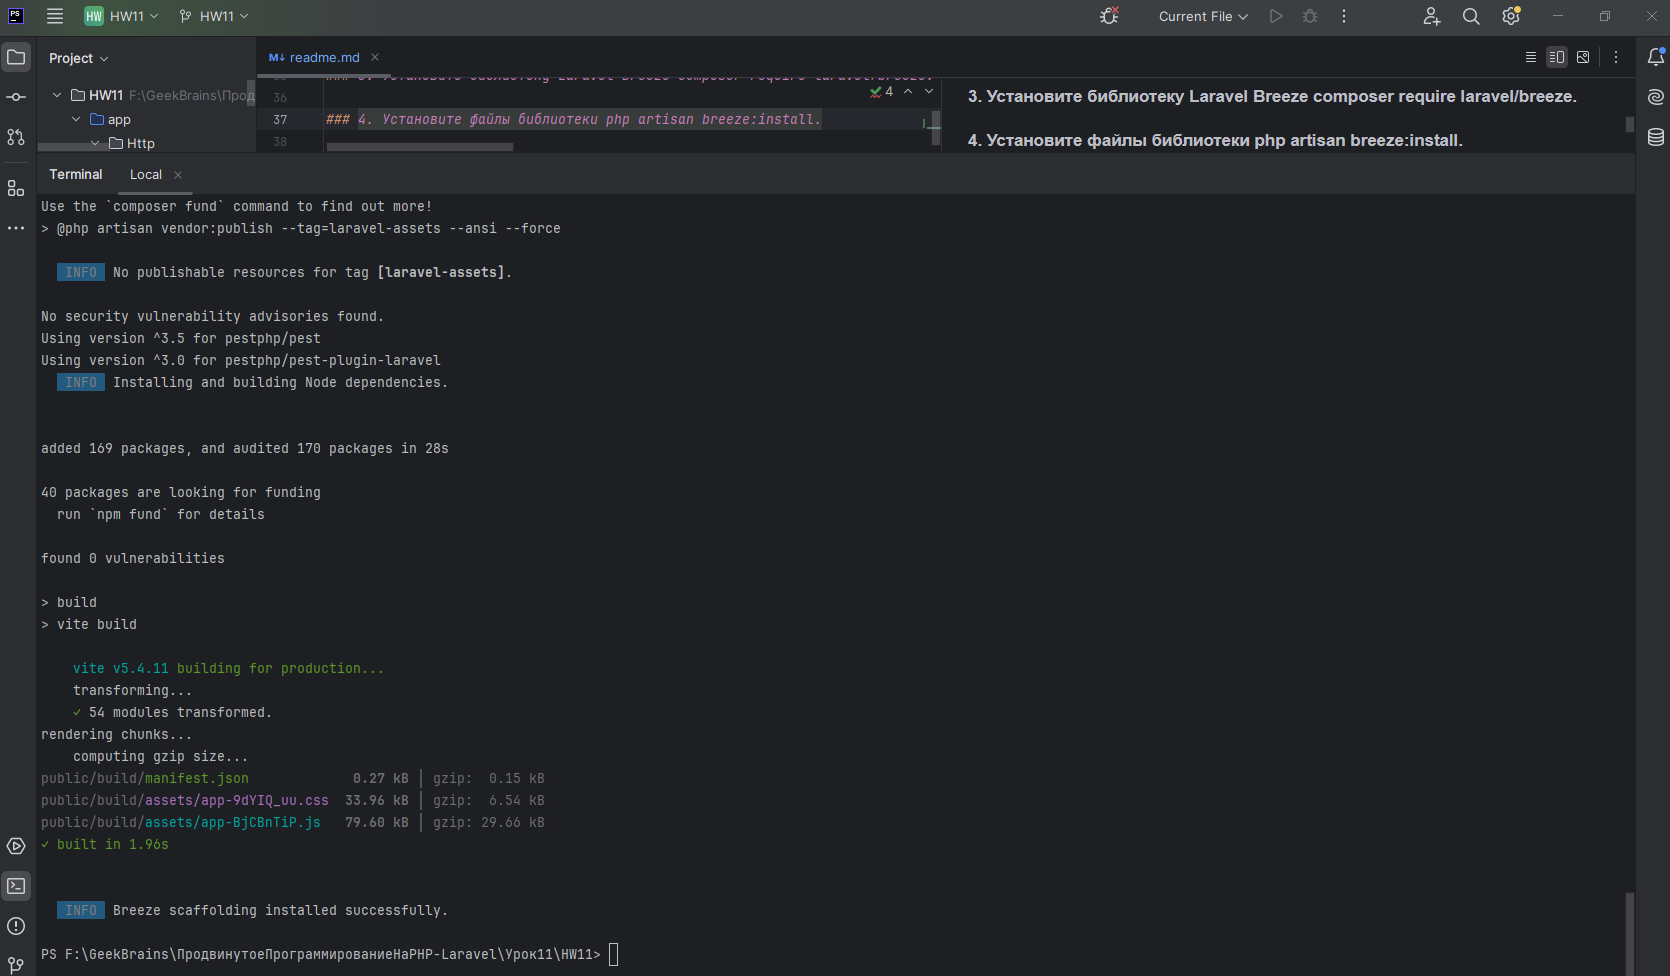 PS HW HW11 HW11 Current File
Project
M↓ readme.md
HW11 F:\GeekBrains\Прод
app
Http
36
37 ### 4. Установите файлы библиотеки php artisan breeze:install.
38
4
3. Установите библиотеку Laravel Breeze composer require laravel/breeze.
4. Установите файлы библиотеки php artisan breeze:install.
Terminal Local
Use the `composer fund` command to find out more!
> @php artisan vendor:publish --tag=laravel-assets --ansi --force
INFO No publishable resources for tag [laravel-assets].
No security vulnerability advisories found.
Using version ^3.5 for pestphp/pest
Using version ^3.0 for pestphp/pest-plugin-laravel
INFO Installing and building Node dependencies.
added 169 packages, and audited 170 packages in 28s
40 packages are looking for funding
run `npm fund` for details
found 0 vulnerabilities
> build
> vite build
vite v5.4.11 building for production...
transforming...
✓ 54 modules transformed.
rendering chunks...
computing gzip size...
public/build/manifest.json 0.27 kB │ gzip: 0.15 kB
public/build/assets/app-9dYIQ_uu.css 33.96 kB │ gzip: 6.54 kB
public/build/assets/app-BjCBnTiP.js 79.60 kB │ gzip: 29.66 kB
✓ built in 1.96s
INFO Breeze scaffolding installed successfully.
PS F:\GeekBrains\ПродвинутоеПрограммированиеНаPHP-Laravel\Урок11\HW11>